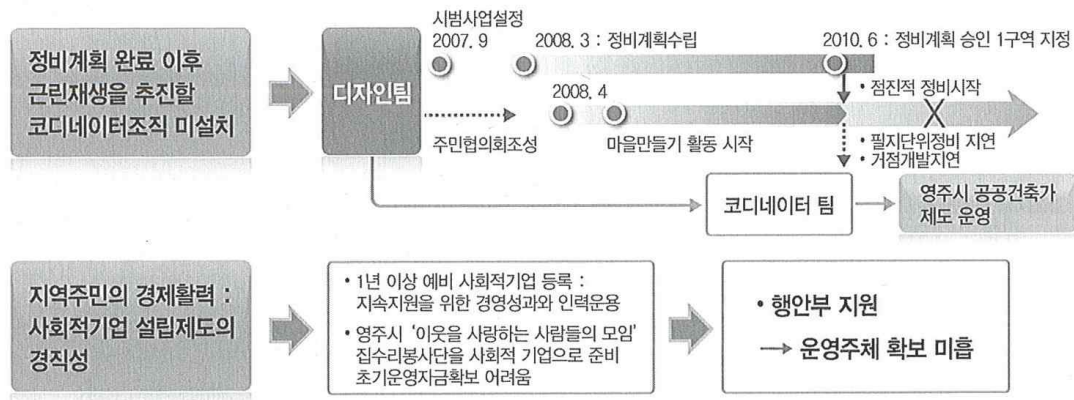 정비계획 완료 이후
근린재생을 추진할
코디네이터조직 미설치
디자인팀
시범사업설정
2007. 9
2008. 3 : 정비계획수립
2010. 6 : 정비계획 승인 1구역 지정
• 점진적 정비시작
2008. 4
주민협의회조성
마을만들기 활동 시작
• 필지단위정비 지연
• 거점개발지연
코디네이터 팀
영주시 공공건축가
제도 운영
지역주민의 경제활력 :
사회적기업 설립제도의
경직성
• 1년 이상 예비 사회적기업 등록 :
지속지원을 위한 경영성과와 인력운용
• 영주시 ‘이웃을 사랑하는 사람들의 모임’
집수리봉사단을 사회적 기업으로 준비
초기운영자금확보 어려움
• 행안부 지원
→ 운영주체 확보 미흡